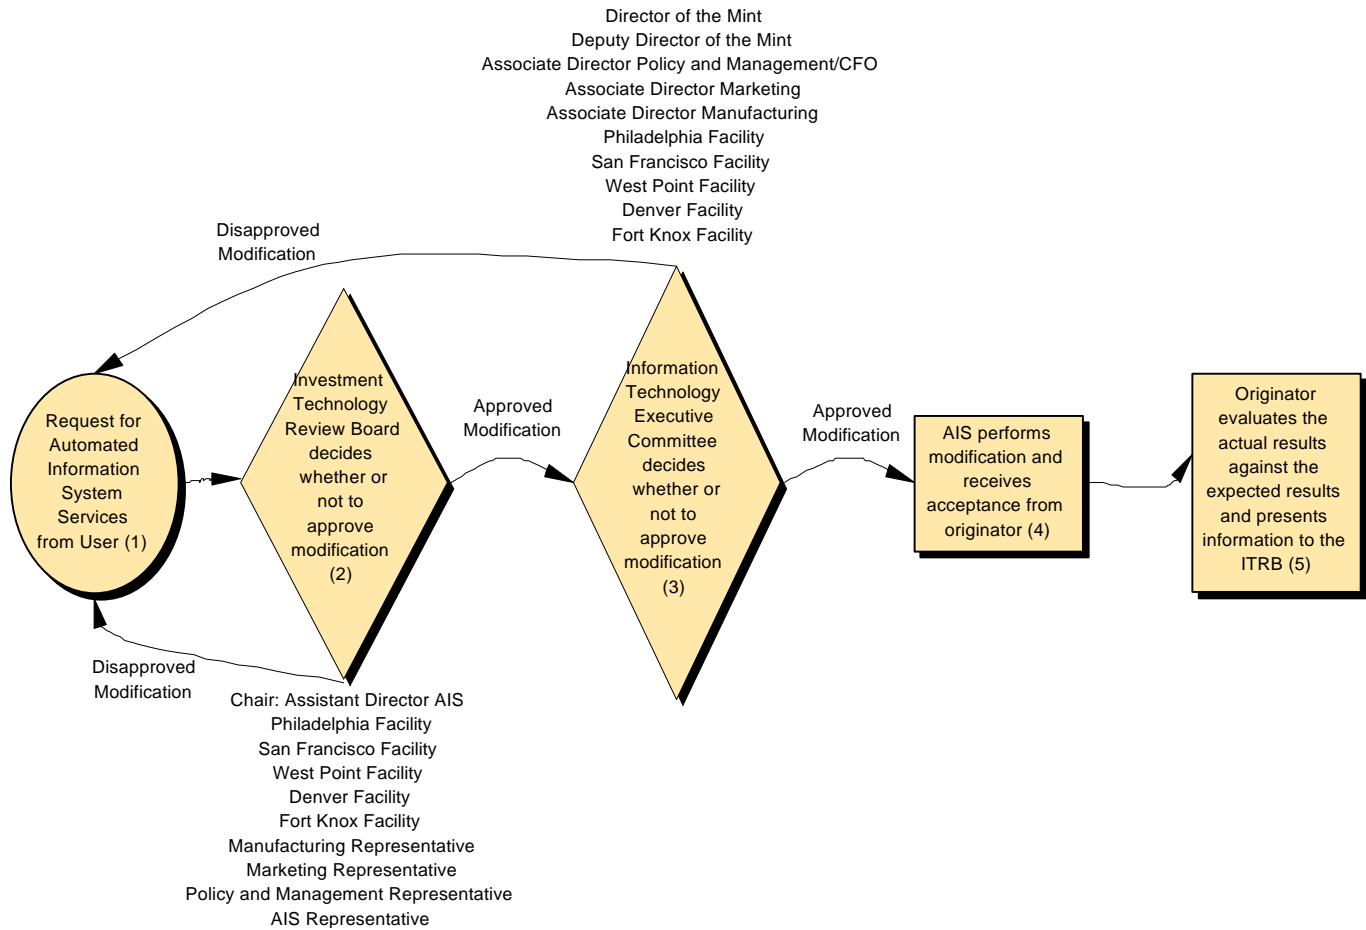 Director of the Mint
Deputy Director of the Mint
Associate Director Policy and Management/CFO
Associate Director Marketing
Associate Director Manufacturing
Philadelphia Facility
San Francisco Facility
West Point Facility
Denver Facility
Fort Knox Facility
Disapproved
Modification
Request for
Automated
Information
System
Services
from User (1)
Investment
Technology
Review Board
decides
whether or
not to
approve
modification
(2)
Approved
Modification
Information
Technology
Executive
Committee
decides
whether or
not to
approve
modification
(3)
Approved
Modification
AIS performs
modification and
receives
acceptance from
originator (4)
Originator
evaluates the
actual results
against the
expected results
and presents
information to the
ITRB (5)
Disapproved
Modification
Chair: Assistant Director AIS
Philadelphia Facility
San Francisco Facility
West Point Facility
Denver Facility
Fort Knox Facility
Manufacturing Representative
Marketing Representative
Policy and Management Representative
AIS Representative